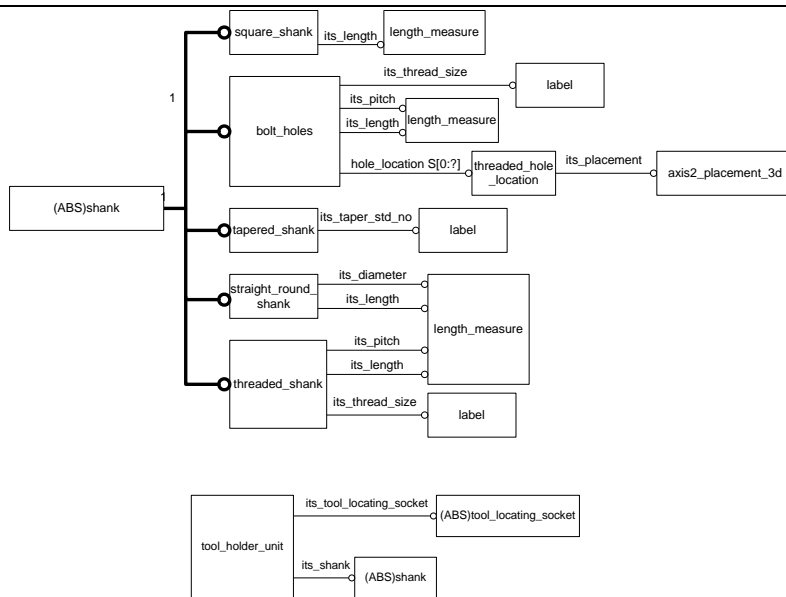 square_shank
its_length
length_measure
1
its_thread_size
label
bolt_holes
its_pitch
its_length
length_measure
hole_location S[0:?]
threaded_hole
_location
its_placement
axis2_placement_3d
(ABS)shank
1
tapered_shank
its_taper_std_no
label
straight_round_
shank
its_diameter
its_length
length_measure
threaded_shank
its_pitch
its_length
its_thread_size
label
tool_holder_unit
its_tool_locating_socket
(ABS)tool_locating_socket
its_shank
(ABS)shank